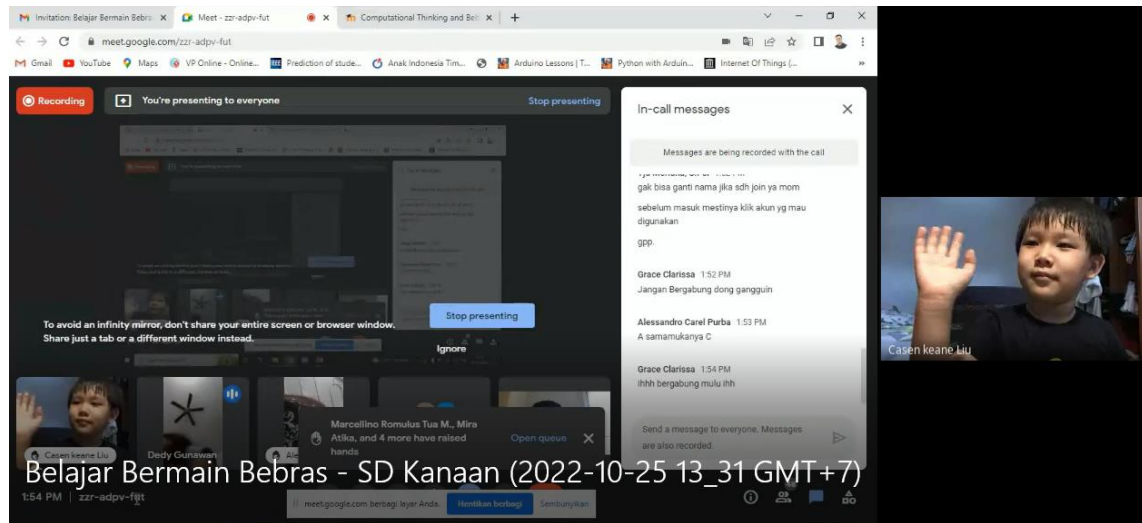 Invitation: Belajar Bermain Bebra
Meet - zzr-adpv-fut
Computational Thinking and Beb
meet.google.com/zzr-adpv-fut
Gmail
YouTube
Maps
VP Online - Online...
Prediction of stude...
Anak Indonesia Tim...
Arduino Lessons | T...
Python with Arduin...
Internet Of Things (...
Recording
You're presenting to everyone
Stop presenting
To avoid an infinity mirror, don't share your entire screen or browser window.
Share just a tab or a different window instead.
Stop presenting
Ignore
In-call messages
Messages are being recorded with the call
gak bisa ganti nama jika sdh join ya mom
sebelum masuk mestinya klik akun yg mau
digunakan
gpp.
Grace Clarissa 1:52 PM
Jangan Bergabung dong gangguin
Alessandro Carel Purba 1:53 PM
A samamukanya C
Grace Clarissa 1:54 PM
ihhh bergabung mulu ihh
Send a message to everyone. Messages
are also recorded.
Casen keane Liu
Casen keane Liu
Dedy Gunawan
Ale
Marcellino Romulus Tua M., Mira
Atika, and 4 more have raised
hands
Open queue
Belajar Bermain Bebras - SD Kanaan (2022-10-25 13_31 GMT+7)
1:54 PM | zzr-adpv-fut
meet.google.com berbagi layar Anda.
Hentikan berbagi
Sembunyikan